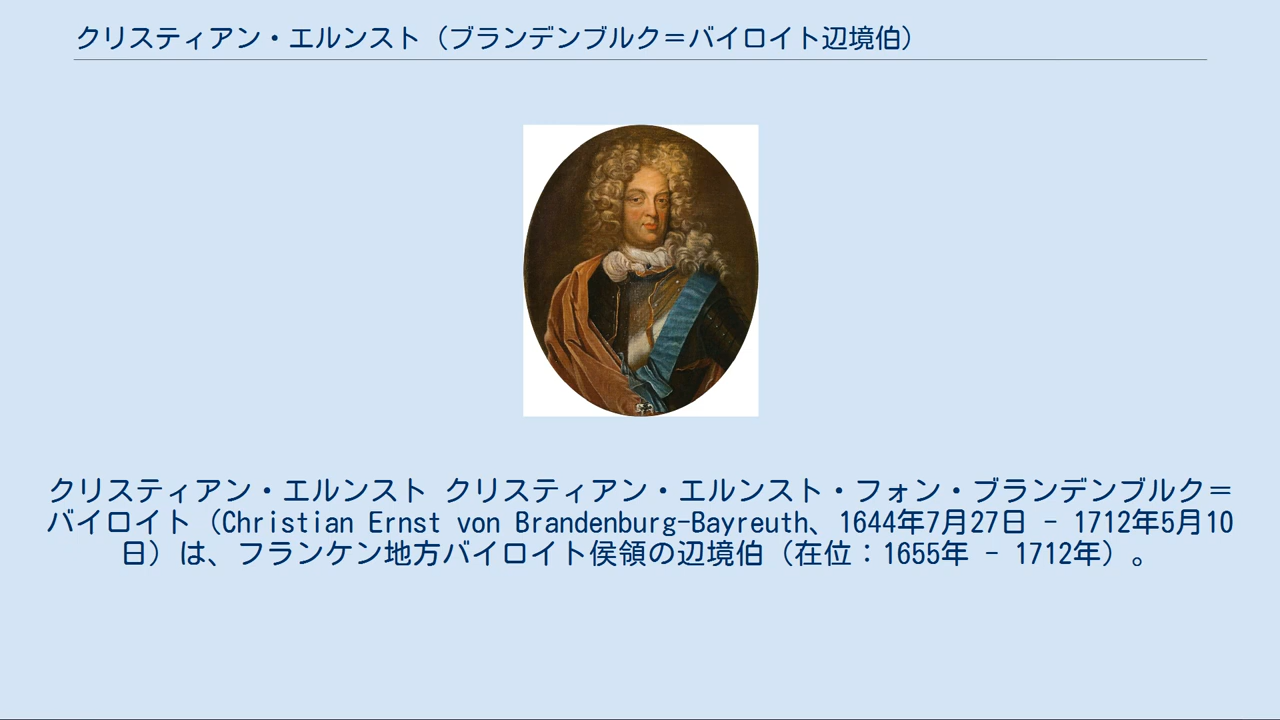 クリスティアン・エルンスト（ブランデンブルク＝バイロイト辺境伯）
クリスティアン・エルンスト クリスティアン・エルンスト・フォン・ブランデンブルク＝
バイロイト（Christian Ernst von Brandenburg-Bayreuth、1644年7月27日 - 1712年5月10
日）は、フランケン地方バイロイト侯領の辺境伯（在位：1655年 - 1712年）。